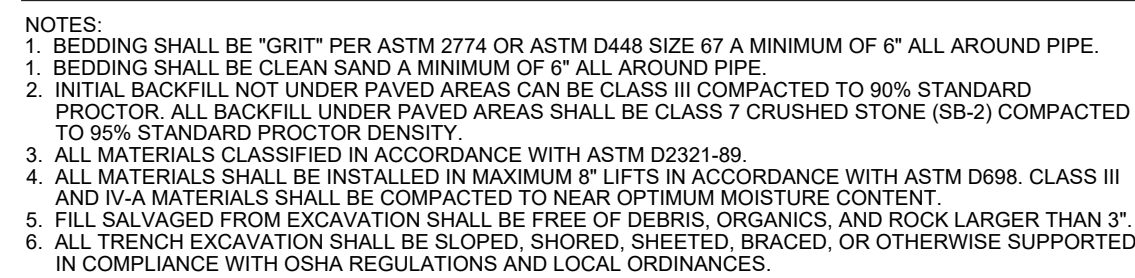 NOTES:
1. BEDDING SHALL BE "GRIT" PER ASTM 2774 OR ASTM D448 SIZE 67 A MINIMUM OF 6" ALL AROUND PIPE.
1. BEDDING SHALL BE CLEAN SAND A MINIMUM OF 6" ALL AROUND PIPE.
2. INITIAL BACKFILL NOT UNDER PAVED AREAS CAN BE CLASS III COMPACTED TO 90% STANDARD
PROCTOR. ALL BACKFILL UNDER PAVED AREAS SHALL BE CLASS 7 CRUSHED STONE (SB-2) COMPACTED
TO 95% STANDARD PROCTOR DENSITY.
3. ALL MATERIALS CLASSIFIED IN ACCORDANCE WITH ASTM D2321-89.
4. ALL MATERIALS SHALL BE INSTALLED IN MAXIMUM 8" LIFTS IN ACCORDANCE WITH ASTM D698. CLASS III
AND IV-A MATERIALS SHALL BE COMPACTED TO NEAR OPTIMUM MOISTURE CONTENT.
5. FILL SALVAGED FROM EXCAVATION SHALL BE FREE OF DEBRIS, ORGANICS, AND ROCK LARGER THAN 3".
6. ALL TRENCH EXCAVATION SHALL BE SLOPED, SHORED, SHEETED, BRACED, OR OTHERWISE SUPPORTED
IN COMPLIANCE WITH OSHA REGULATIONS AND LOCAL ORDINANCES.